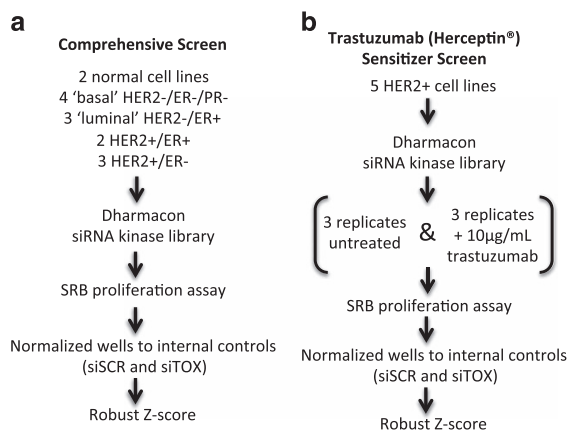 a
Comprehensive Screen
2 normal cell lines
4 ‘basal’ HER2-/ER-/PR-
3 ‘luminal’ HER2-/ER+
2 HER2+/ER+
3 HER2+/ER-
Dharmacon
siRNA kinase library
SRB proliferation assay
Normalized wells to internal controls
(siSCR and siTOX)
Robust Z-score
b
Trastuzumab (Herceptin®)
Sensitizer Screen
5 HER2+ cell lines
Dharmacon
siRNA kinase library
3 replicates
untreated
&
3 replicates
+ 10µg/mL
trastuzumab
SRB proliferation assay
Normalized wells to internal controls
(siSCR and siTOX)
Robust Z-score